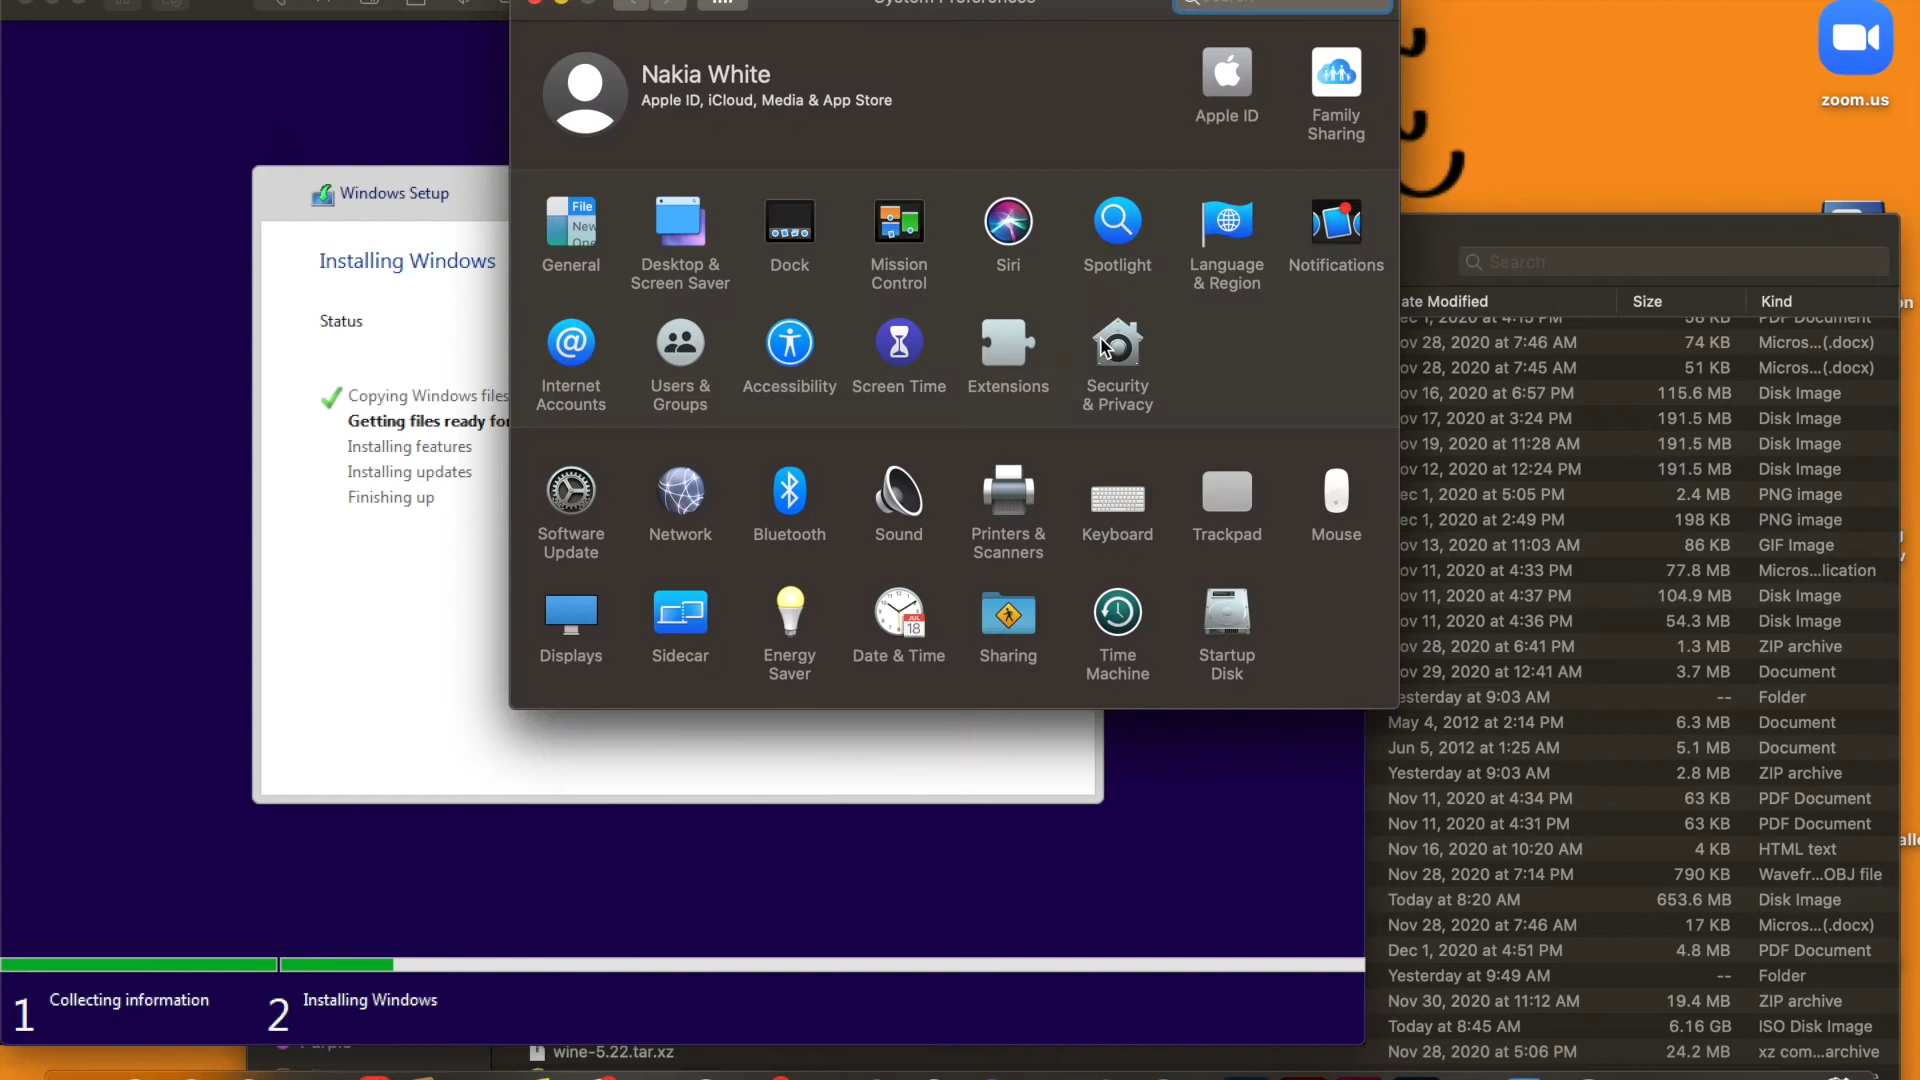 Nakia White
Apple ID, iCloud, Media & App Store
Apple ID
Family
Sharing
zoom.us
File
New
General
Desktop &
Screen Saver
Dock
Mission
Control
Siri
Spotlight
Language
& Region
Notifications
Internet
Accounts
Users &
Groups
Accessibility
Screen Time
Extensions
Security
& Privacy
Software
Update
Network
Bluetooth
Sound
Printers &
Scanners
Keyboard
Trackpad
Mouse
Displays
Sidecar
Energy
Saver
JUL
18
Date & Time
Sharing
Time
Machine
Startup
Disk
Windows Setup
Installing Windows
Status
Copying Windows files
Getting files ready for
Installing features
Installing updates
Finishing up
1 Collecting information
2 Installing Windows
wine-5.22.tar.xz
Search
ate Modified Size Kind
ov 28, 2020 at 7:46 AM 74 KB Micros...(.docx)
ov 28, 2020 at 7:45 AM 51 KB Micros...(.docx)
ov 16, 2020 at 6:57 PM 115.6 MB Disk Image
ov 17, 2020 at 3:24 PM 191.5 MB Disk Image
ov 19, 2020 at 11:28 AM 191.5 MB Disk Image
ov 12, 2020 at 12:24 PM 191.5 MB Disk Image
ec 1, 2020 at 5:05 PM 2.4 MB PNG image
ec 1, 2020 at 2:49 PM 198 KB PNG image
ov 13, 2020 at 11:03 AM 86 KB GIF Image
ov 11, 2020 at 4:33 PM 77.8 MB Micros...lication
ov 11, 2020 at 4:37 PM 104.9 MB Disk Image
ov 11, 2020 at 4:36 PM 54.3 MB Disk Image
ov 28, 2020 at 6:41 PM 1.3 MB ZIP archive
ov 29, 2020 at 12:41 AM 3.7 MB Document
esterday at 9:03 AM -- Folder
May 4, 2012 at 2:14 PM 6.3 MB Document
Jun 5, 2012 at 1:25 AM 5.1 MB Document
Yesterday at 9:03 AM 2.8 MB ZIP archive
Nov 11, 2020 at 4:34 PM 63 KB PDF Document
Nov 11, 2020 at 4:31 PM 63 KB PDF Document
Nov 16, 2020 at 10:20 AM 4 KB HTML text
Nov 28, 2020 at 7:14 PM 790 KB Wavefr...OBJ file
Today at 8:20 AM 653.6 MB Disk Image
Nov 28, 2020 at 7:46 AM 17 KB Micros...(.docx)
Dec 1, 2020 at 4:51 PM 4.8 MB PDF Document
Yesterday at 9:49 AM -- Folder
Nov 30, 2020 at 11:12 AM 19.4 MB ZIP archive
Today at 8:45 AM 6.16 GB ISO Disk Image
Nov 28, 2020 at 5:06 PM 24.2 MB xz com...archive